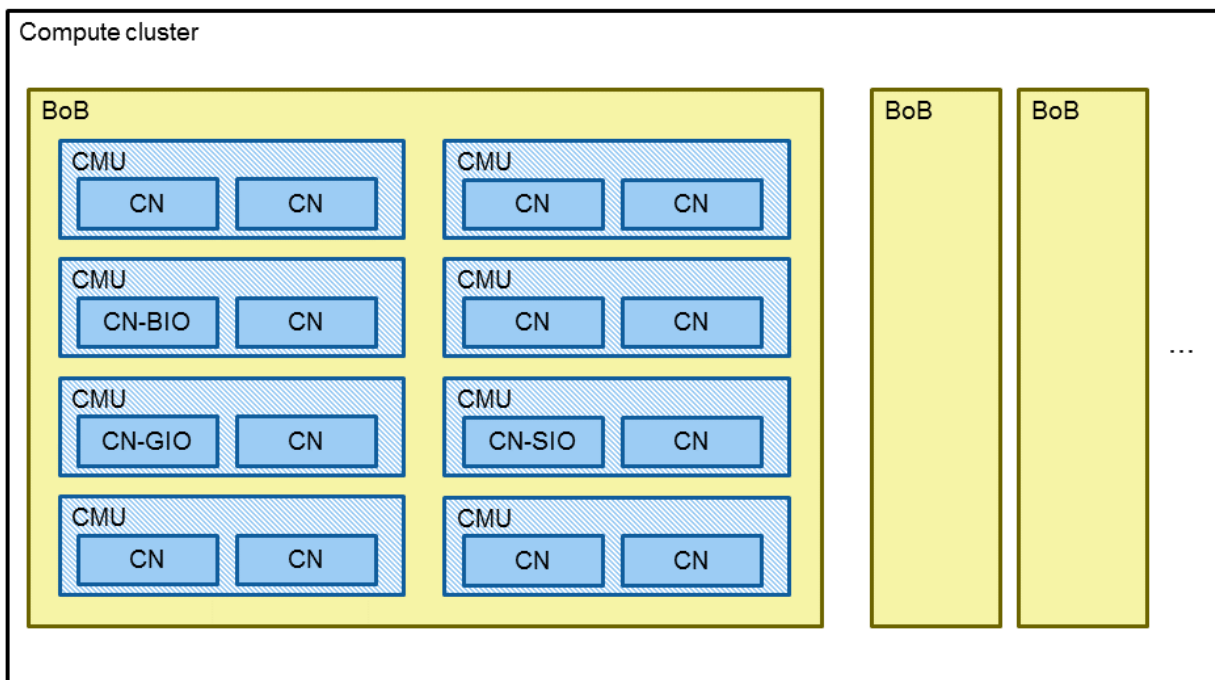 Compute cluster
BoB
CMU
CN CN
CMU
CN CN
CMU
CN-BIO CN
CMU
CN CN
CMU
CN-GIO CN
CMU
CN-SIO CN
CMU
CN CN
CMU
CN CN
BoB
BoB
...